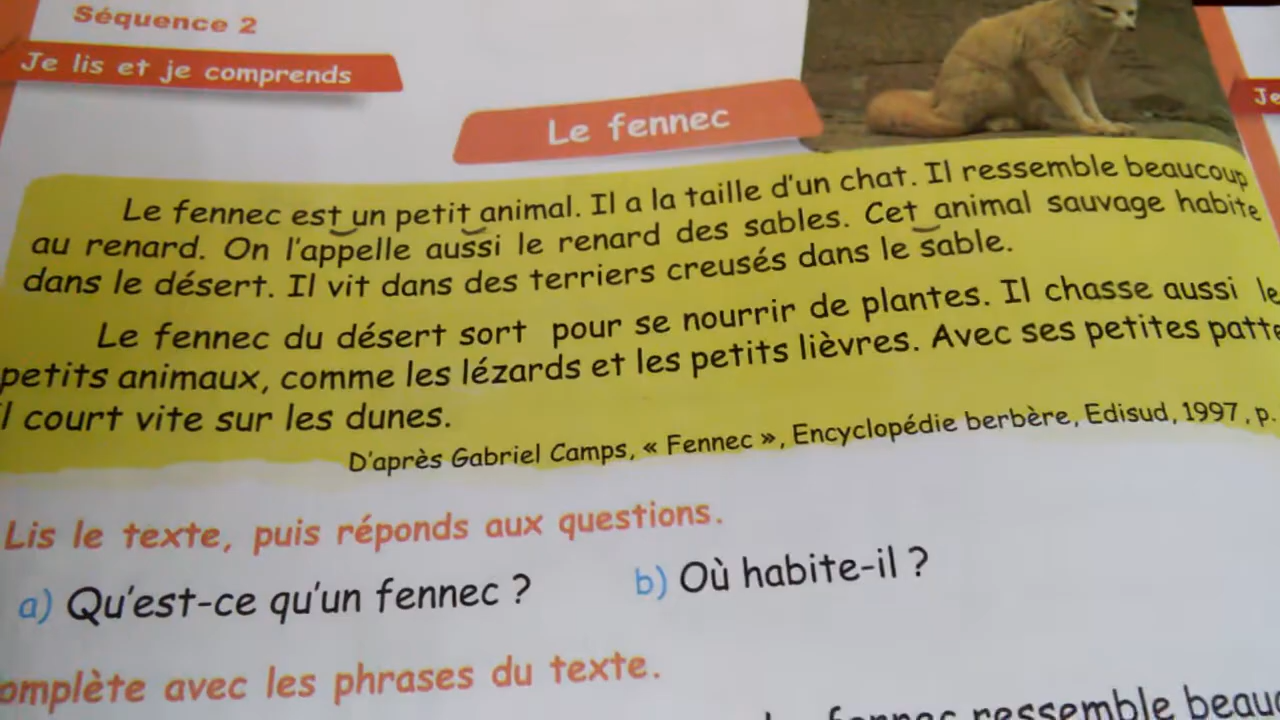 Séquence 2
Je lis et je comprends
Je
Le fennec
Le fennec est un petit animal. Il a la taille d'un chat. Il ressemble beaucoup
au renard. On l'appelle aussi le renard des sables. Cet animal sauvage habite
dans le désert. Il vit dans des terriers creusés dans le sable.
Le fennec du désert sort pour se nourrir de plantes. Il chasse aussi le
petits animaux, comme les lézards et les petits lièvres. Avec ses petites patte
l court vite sur les dunes.
D'après Gabriel Camps, « Fennec », Encyclopédie berbère, Edisud, 1997, p.
Lis le texte, puis réponds aux questions.
a) Qu'est-ce qu'un fennec ? b) Où habite-il ?
omplète avec les phrases du texte.
fennec ressemble beau